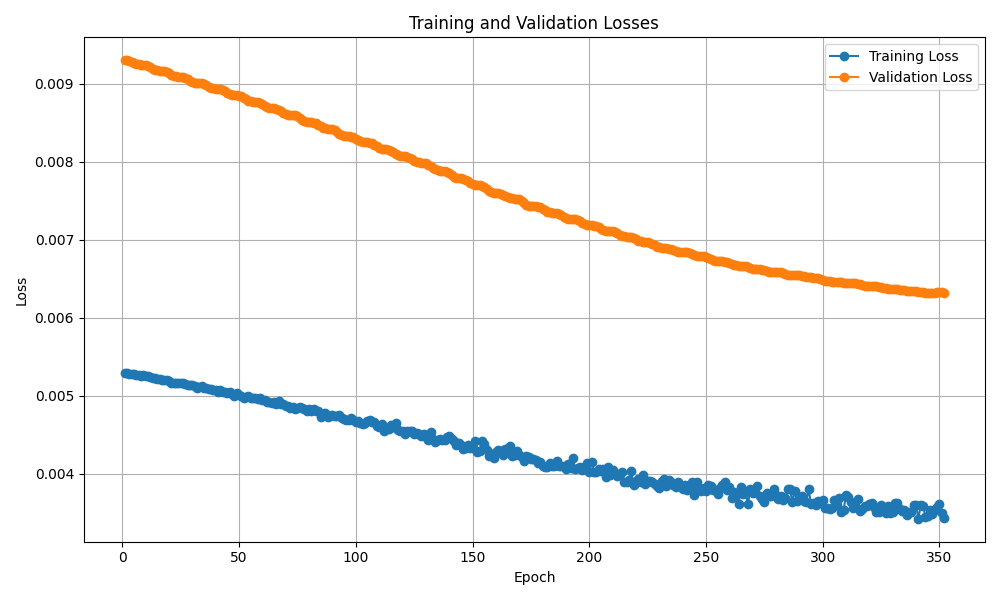 Training and Validation Losses
Training Loss
Validation Loss
0.009
0.008
0.007
0.006
0.005
0.004
Loss
0
50
100
150
200
250
300
350
Epoch